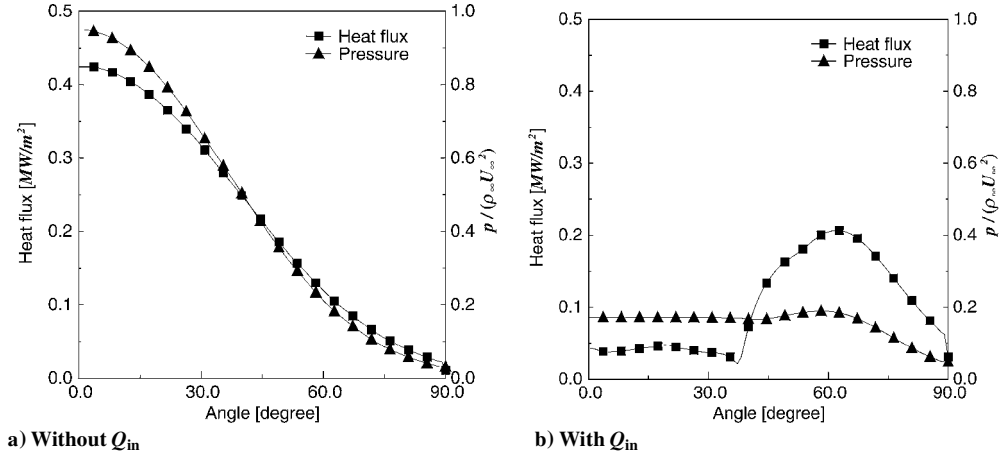 0.5
0.4
0.3
0.2
0.1
0.0
Heat flux [MW/m²]
1.0
0.8
0.6
0.4
0.2
0.0
p / (ρ∞U∞²)
Heat flux
Pressure
0.0 30.0 60.0 90.0
Angle [degree]
a) Without Qin
0.5
0.4
0.3
0.2
0.1
0.0
Heat flux [MW/m²]
1.0
0.8
0.6
0.4
0.2
0.0
p / (ρ∞U∞²)
Heat flux
Pressure
0.0 30.0 60.0 90.0
Angle [degree]
b) With Qin